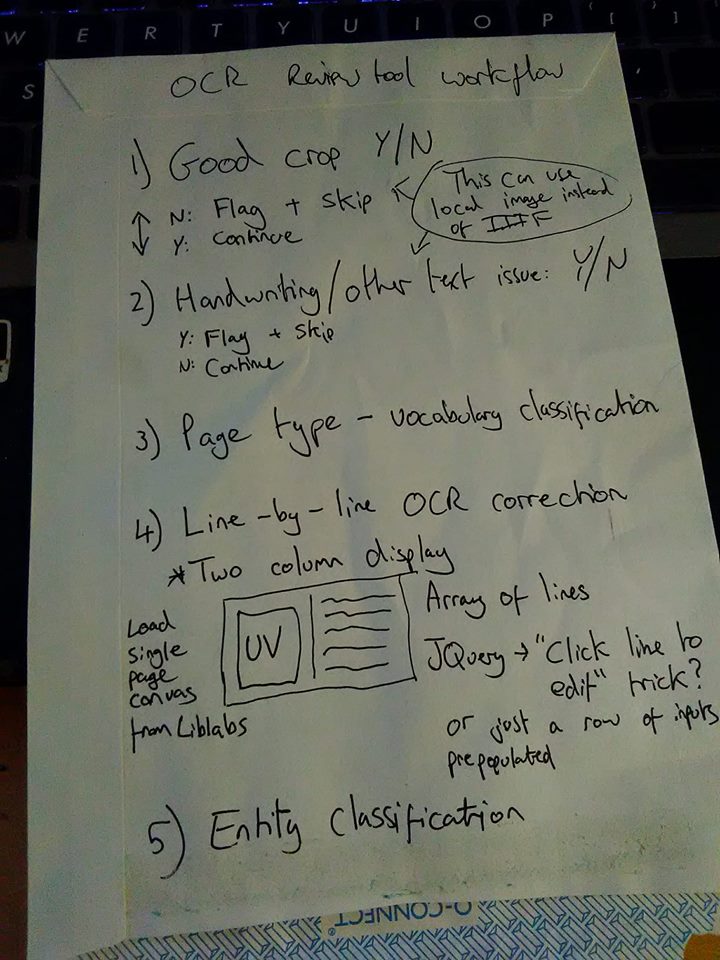 W E R T Y U I O P { [ } ]
S
OCR Review tool workflow
1) Good crop Y/N
N: Flag + skip
Y: Continue
This can use
local image instead
of IIIF
2) Handwriting/other text issue: Y/N
Y: Flag + skip
N: Continue
3) Page type - vocabulary classification
4) Line-by-line OCR correction
* Two column display
Load
single
page
canvas
from Liblabs
UV
Array of lines
JQuery → "Click line to
edit" trick?
or just a row of inputs
prepopulated
5) Entity classification
Q-CONNECT®